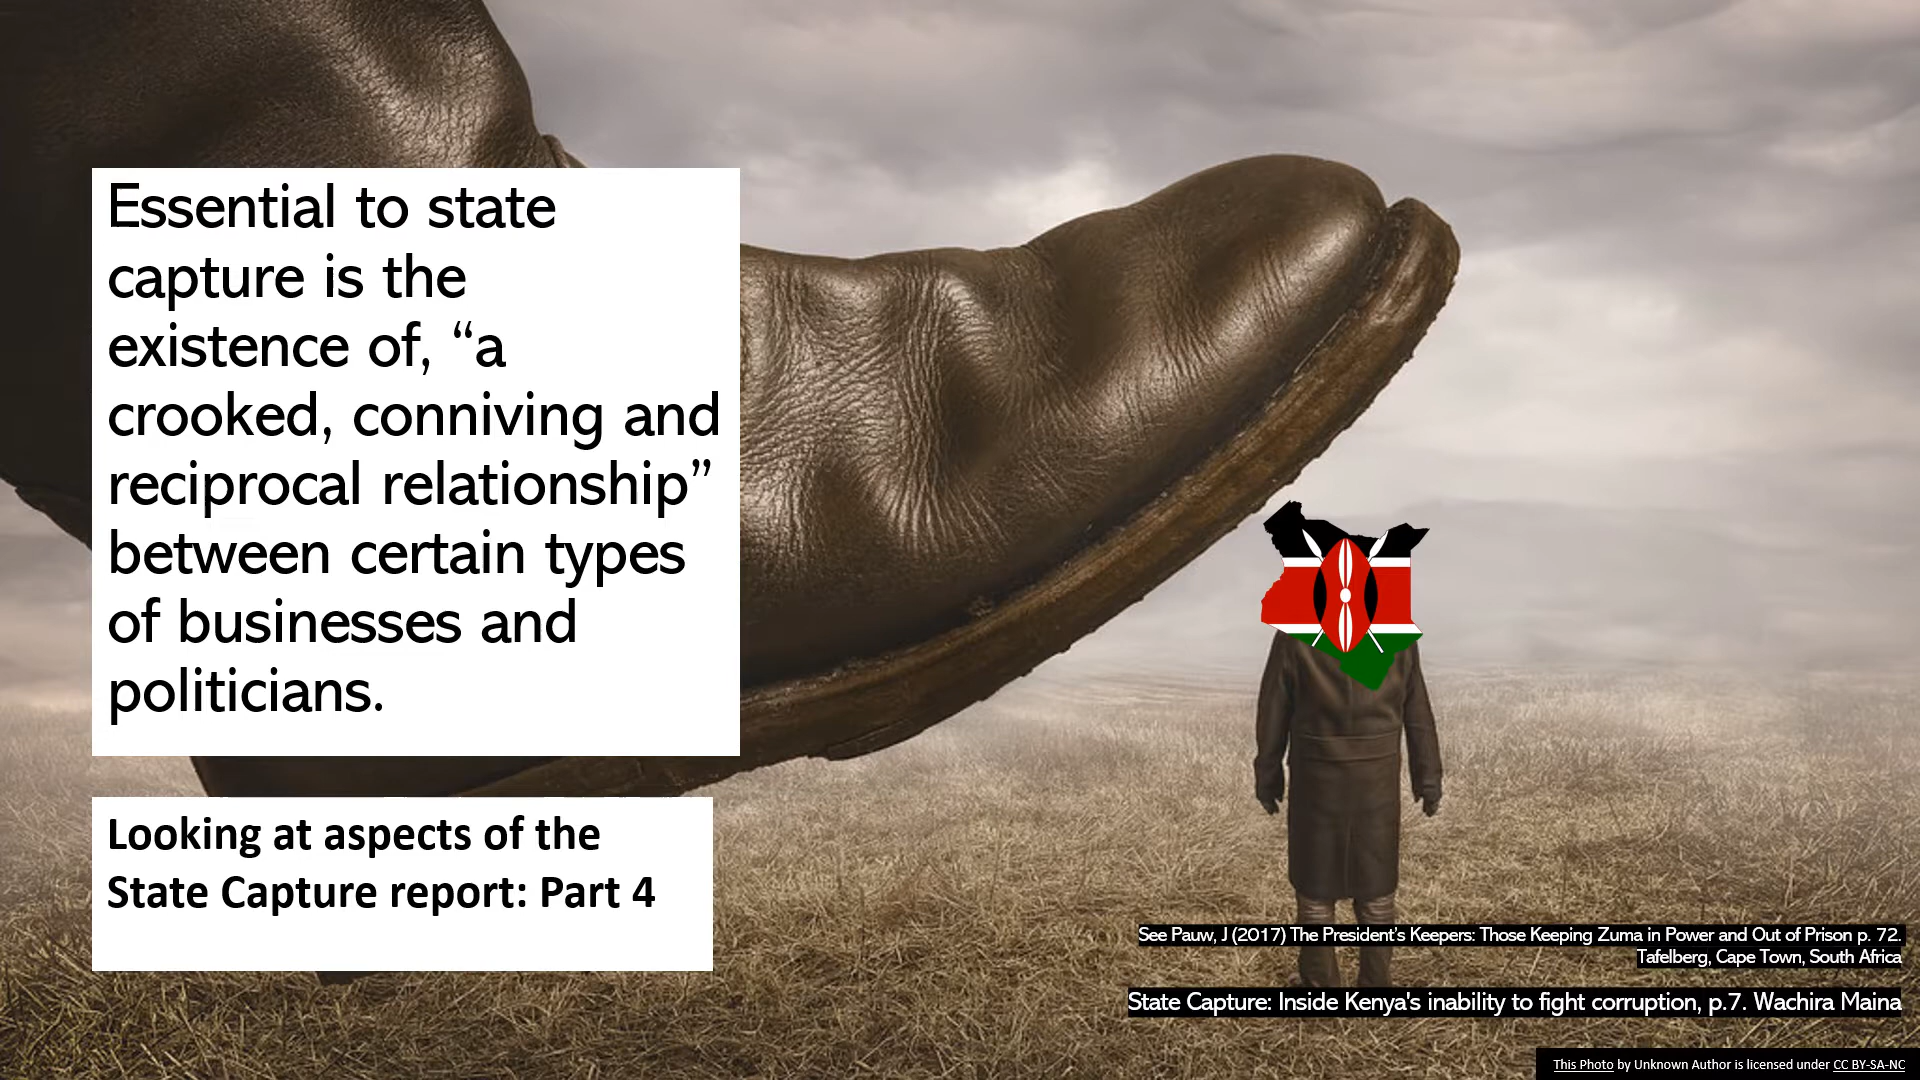 Essential to state
capture is the
existence of, “a
crooked, conniving and
reciprocal relationship”
between certain types
of businesses and
politicians.
Looking at aspects of the
State Capture report: Part 4
See Pauw, J (2017) The President’s Keepers: Those Keeping Zuma in Power and Out of Prison p. 72.
Tafelberg, Cape Town, South Africa
State Capture: Inside Kenya's inability to fight corruption, p.7. Wachira Maina
This Photo by Unknown Author is licensed under CC BY-SA-NC